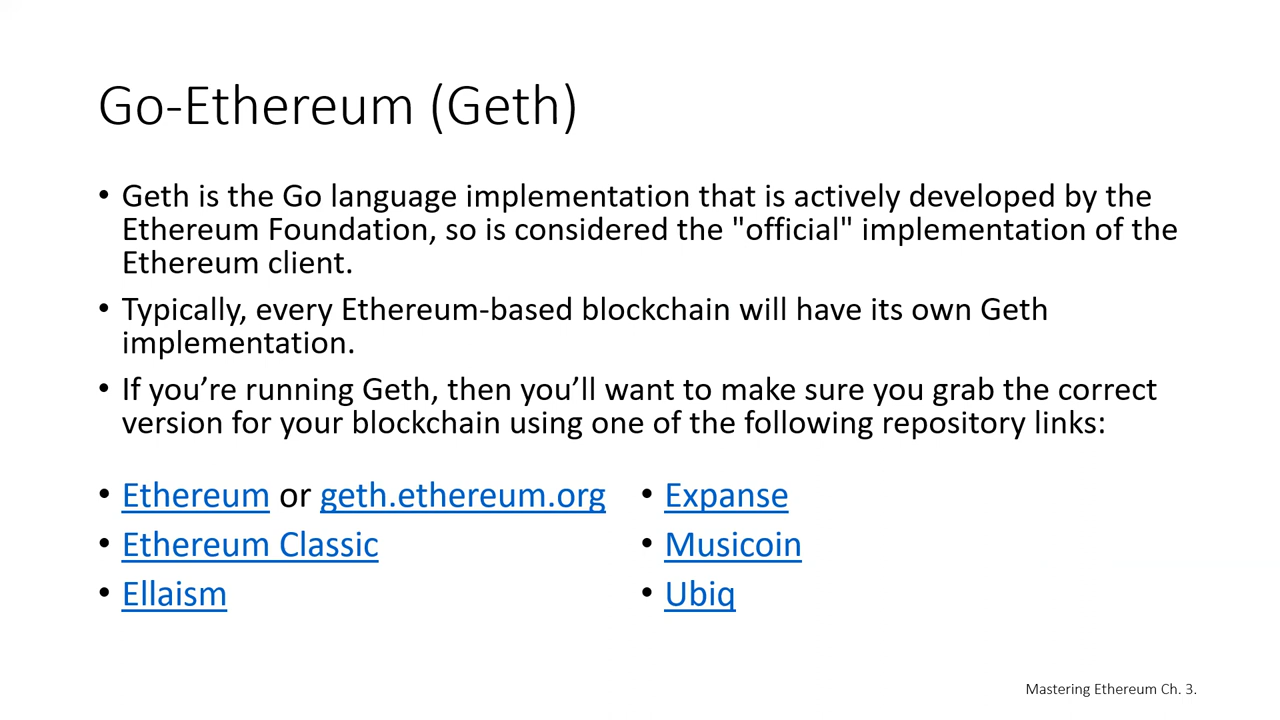 Go-Ethereum (Geth)
• Geth is the Go language implementation that is actively developed by the
Ethereum Foundation, so is considered the "official" implementation of the
Ethereum client.
• Typically, every Ethereum-based blockchain will have its own Geth
implementation.
• If you’re running Geth, then you’ll want to make sure you grab the correct
version for your blockchain using one of the following repository links:
• Ethereum or geth.ethereum.org
• Ethereum Classic
• Ellaism
• Expanse
• Musicoin
• Ubiq
Mastering Ethereum Ch. 3.